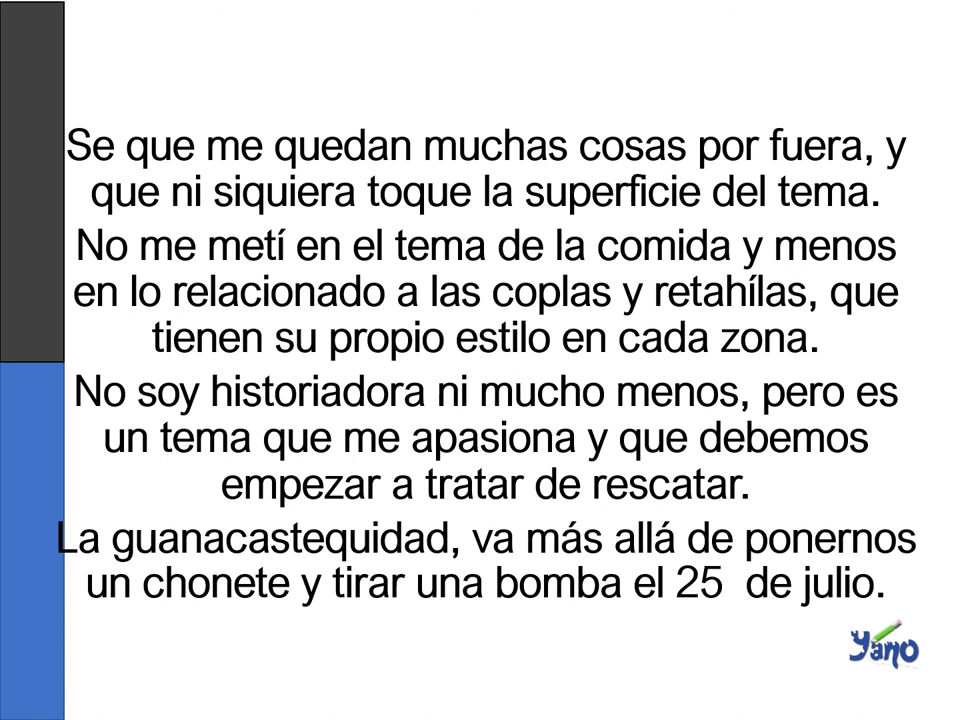 Se que me quedan muchas cosas por fuera, y
que ni siquiera toque la superficie del tema.
No me metí en el tema de la comida y menos
en lo relacionado a las coplas y retahílas, que
tienen su propio estilo en cada zona.
No soy historiadora ni mucho menos, pero es
un tema que me apasiona y que debemos
empezar a tratar de rescatar.
La guanacastequidad, va más allá de ponernos
un chonete y tirar una bomba el 25  de julio.
Yano